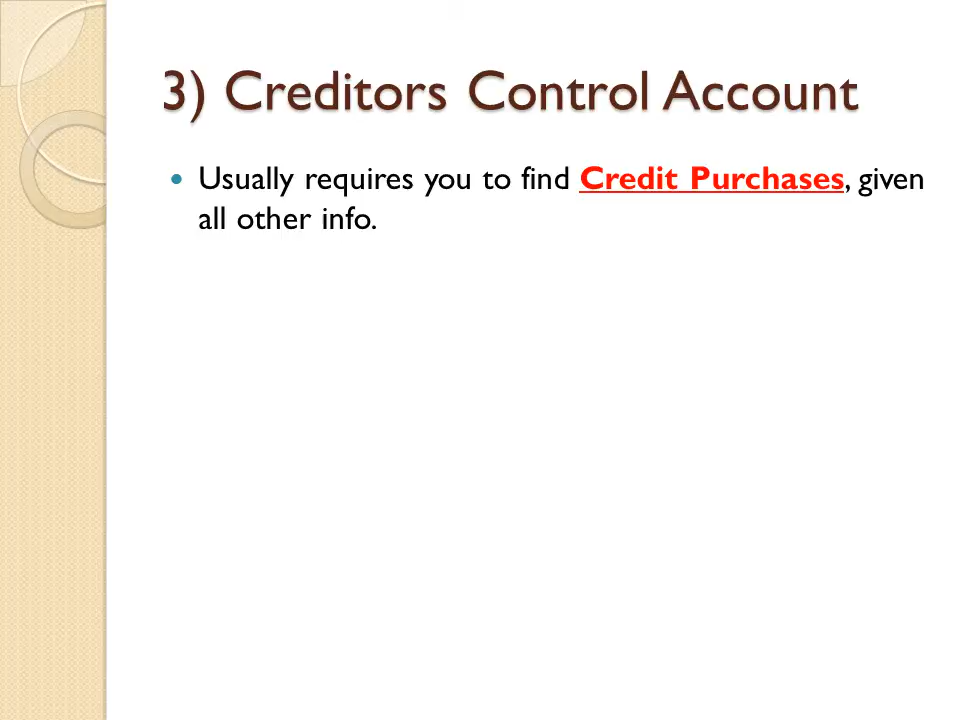 3) Creditors Control Account
• Usually requires you to find Credit Purchases, given
all other info.